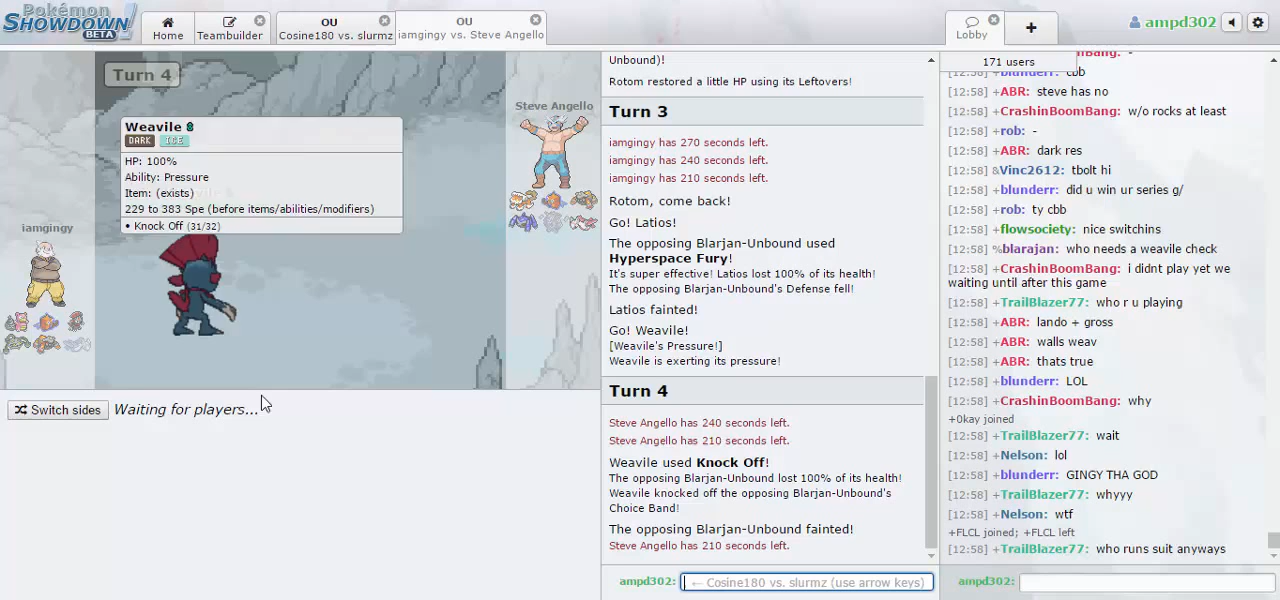 Pokémon
SHOWDOWN
BETA
Home
Teambuilder
OU
Cosine180 vs. slurmz
OU
iamgingy vs. Steve Angello
Lobby
+
ampd302
Turn 4
Weavile
DARK ICE
HP: 100%
Ability: Pressure
Item: (exists)
229 to 383 Spe (before items/abilities/modifiers)
• Knock Off (31/32)
Steve Angello
iamgingy
Switch sides
Waiting for players...
Unbound)!
Rotom restored a little HP using its Leftovers!
Turn 3
iamgingy has 270 seconds left.
iamgingy has 240 seconds left.
iamgingy has 210 seconds left.
Rotom, come back!
Go! Latios!
The opposing Blarjan-Unbound used
Hyperspace Fury!
It's super effective! Latios lost 100% of its health!
The opposing Blarjan-Unbound's Defense fell!
Latios fainted!
Go! Weavile!
[Weavile's Pressure!]
Weavile is exerting its pressure!
Turn 4
Steve Angello has 240 seconds left.
Steve Angello has 210 seconds left.
Weavile used Knock Off!
The opposing Blarjan-Unbound lost 100% of its health!
Weavile knocked off the opposing Blarjan-Unbound's
Choice Band!
The opposing Blarjan-Unbound fainted!
Steve Angello has 210 seconds left.
ampd302: ← Cosine180 vs. slurmz (use arrow keys)
171 users
[12:58] +CrashinBoomBang: -
[12:58] +blunderr: cbb
[12:58] +ABR: steve has no
[12:58] +CrashinBoomBang: w/o rocks at least
[12:58] +rob: -
[12:58] +ABR: dark res
[12:58] &Vinc2612: tbolt hi
[12:58] +blunderr: did u win ur series g/
[12:58] +rob: ty cbb
[12:58] +flowsociety: nice switchins
[12:58] %blarajan: who needs a weavile check
[12:58] +CrashinBoomBang: i didnt play yet we
waiting until after this game
[12:58] +TrailBlazer77: who r u playing
[12:58] +ABR: lando + gross
[12:58] +ABR: walls weav
[12:58] +ABR: thats true
[12:58] +blunderr: LOL
[12:58] +CrashinBoomBang: why
+0kay joined
[12:58] +TrailBlazer77: wait
[12:58] +Nelson: lol
[12:58] +blunderr: GINGY THA GOD
[12:58] +TrailBlazer77: whyyy
[12:58] +Nelson: wtf
+FLCL joined; +FLCL left
[12:58] +TrailBlazer77: who runs suit anyways
ampd302: